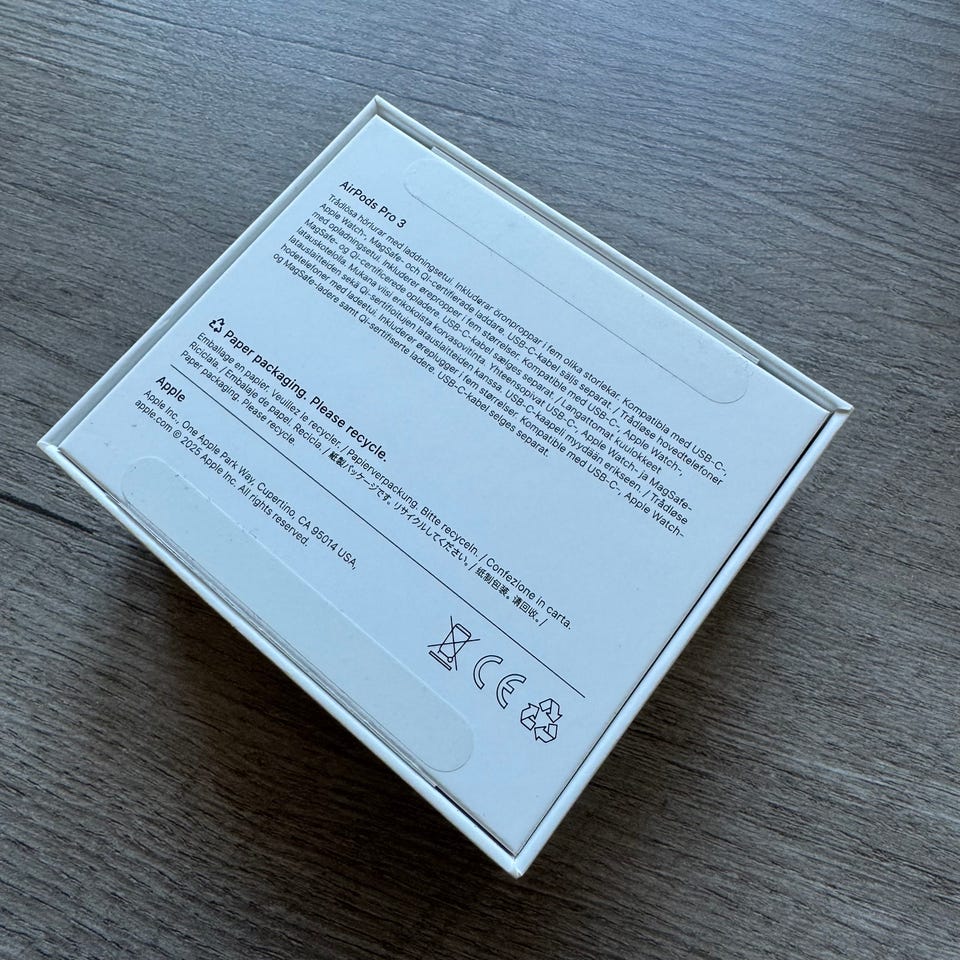 AirPods Pro 3
Trådlösa hörlurar med laddningsetui. Inkluderar öronproppar i fem olika storlekar. Kompatibla med USB-C-,
Apple Watch-, MagSafe- och Qi-certifierade laddare. USB-C-kabel säljs separat. / Trådløse hovedtelefoner
med opladningsetui. Inkluderer ørepropper i fem størrelser. Kompatible med USB-C-, Apple Watch-,
MagSafe- og Qi-certificerede opladere. USB-C-kabel sælges separat. / Langattomat kuulokkeet
latauskotelolla. Mukana viisi erikokoista korvasovitinta. Yhteensopivat USB-C-, Apple Watch- ja MagSafe-
latauslaitteiden sekä Qi-sertifioitujen latauslaitteiden kanssa. USB-C-kaapeli myydään erikseen. / Trådløse
hodetelefoner med ladeetui. Inkluderer øreplugger i fem størrelser. Kompatible med USB-C-, Apple Watch-
og MagSafe-ladere samt Qi-sertifiserte ladere. USB-C-kabel selges separat.
Paper packaging. Please recycle.
Emballage en papier. Veuillez le recycler. / Papierverpackung. Bitte recyceln. / Confezione in carta.
Riciclala. / Embalaje de papel. Recicla. / 紙製パッケージです。リサイクルしてください。/ 纸制包装。请回收。/
Paper packaging. Please recycle.
Apple
Apple Inc., One Apple Park Way, Cupertino, CA 95014 USA,
apple.com © 2025 Apple Inc. All rights reserved.
CE